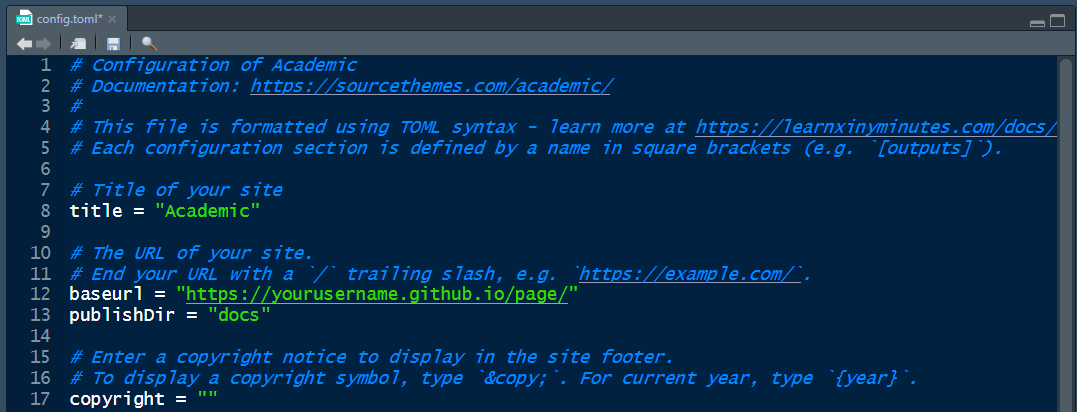 TOML config.toml*
1 # Configuration of Academic
2 # Documentation: https://sourcethemes.com/academic/
3 #
4 # This file is formatted using TOML syntax - learn more at https://learnxinyminutes.com/docs/
5 # Each configuration section is defined by a name in square brackets (e.g. `[outputs]`).
6
7 # Title of your site
8 title = "Academic"
9
10 # The URL of your site.
11 # End your URL with a `/` trailing slash, e.g. `https://example.com/`.
12 baseurl = "https://yourusername.github.io/page/"
13 publishDir = "docs"
14
15 # Enter a copyright notice to display in the site footer.
16 # To display a copyright symbol, type `&copy;`. For current year, type `{year}`.
17 copyright = ""